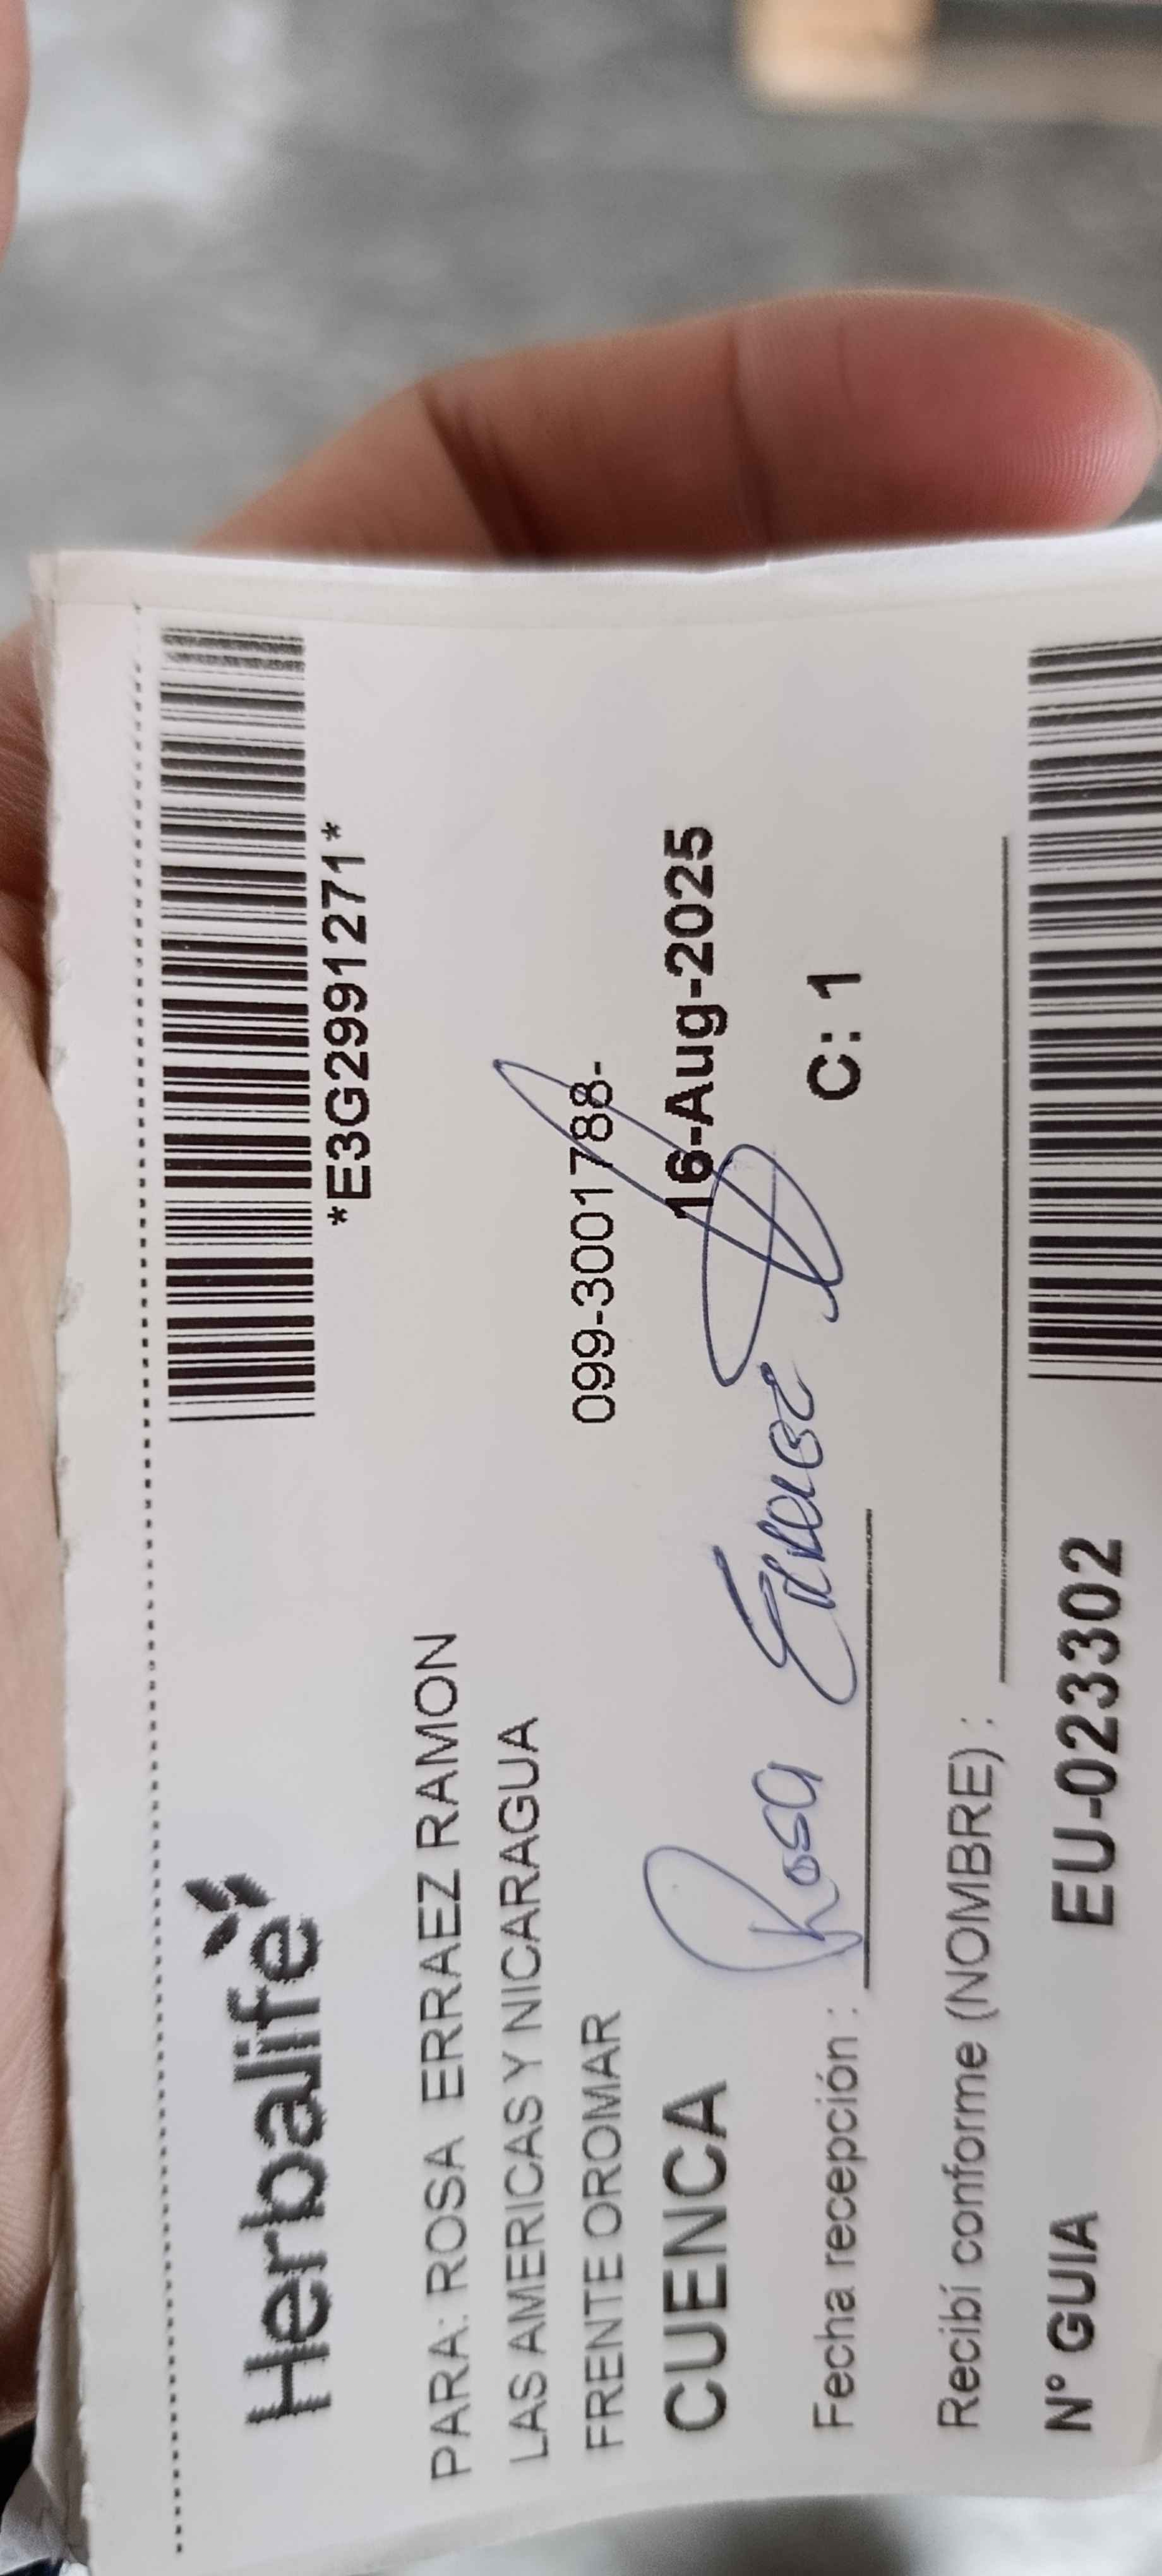 Herbalife
*E3G2991271*
PARA: ROSA ERRAEZ RAMON
LAS AMERICAS Y NICARAGUA
FRENTE OROMAR 099-3001788-
CUENCA 16-Aug-2025
Rosa Erraez
Fecha recepción : C: 1
Recibí conforme (NOMBRE) :
N° GUIA EU-023302